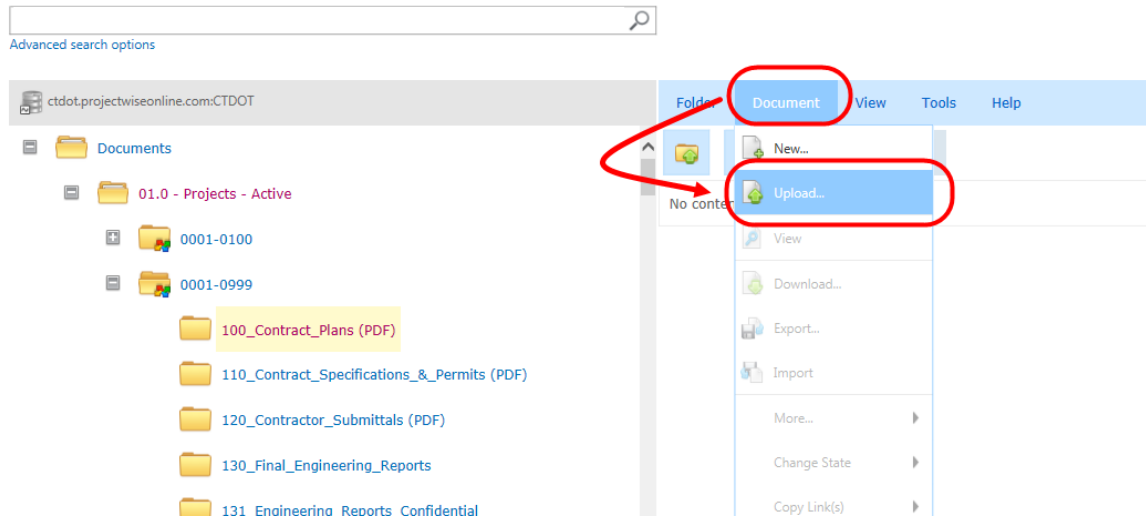 Advanced search options
ctdot.projectwiseonline.com:CTDOT
Documents
01.0 - Projects - Active
0001-0100
0001-0999
100_Contract_Plans (PDF)
110_Contract_Specifications_&_Permits (PDF)
120_Contractor_Submittals (PDF)
130_Final_Engineering_Reports
131_Engineering_Reports_Confidential
Folder Document View Tools Help
New...
Upload...
No conten
View
Download...
Export...
Import
More...
Change State
Copy Link(s)